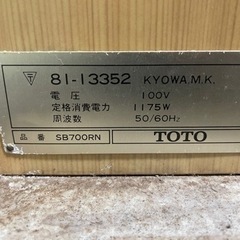 81-13352 KYOWA.M.K.
電圧 100V
定格消費電力 1175W
周波数 50/60Hz
品番 SB700RN TOTO